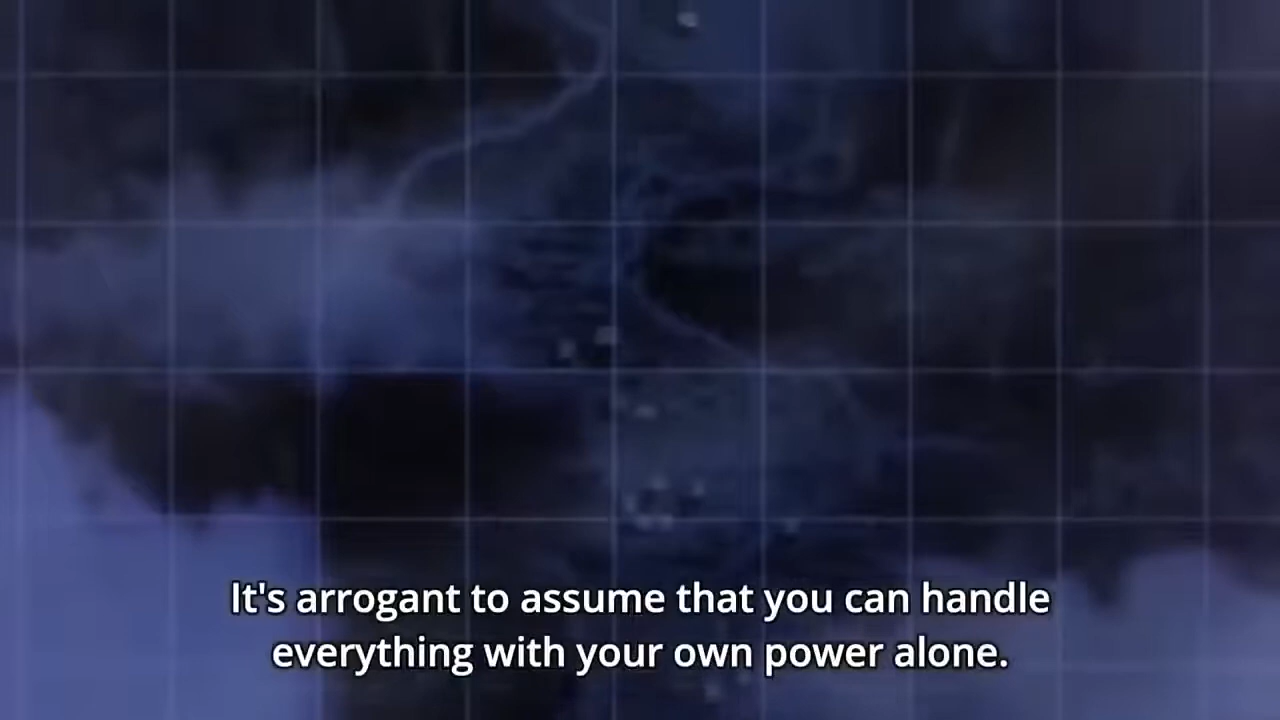 It's arrogant to assume that you can handle
everything with your own power alone.